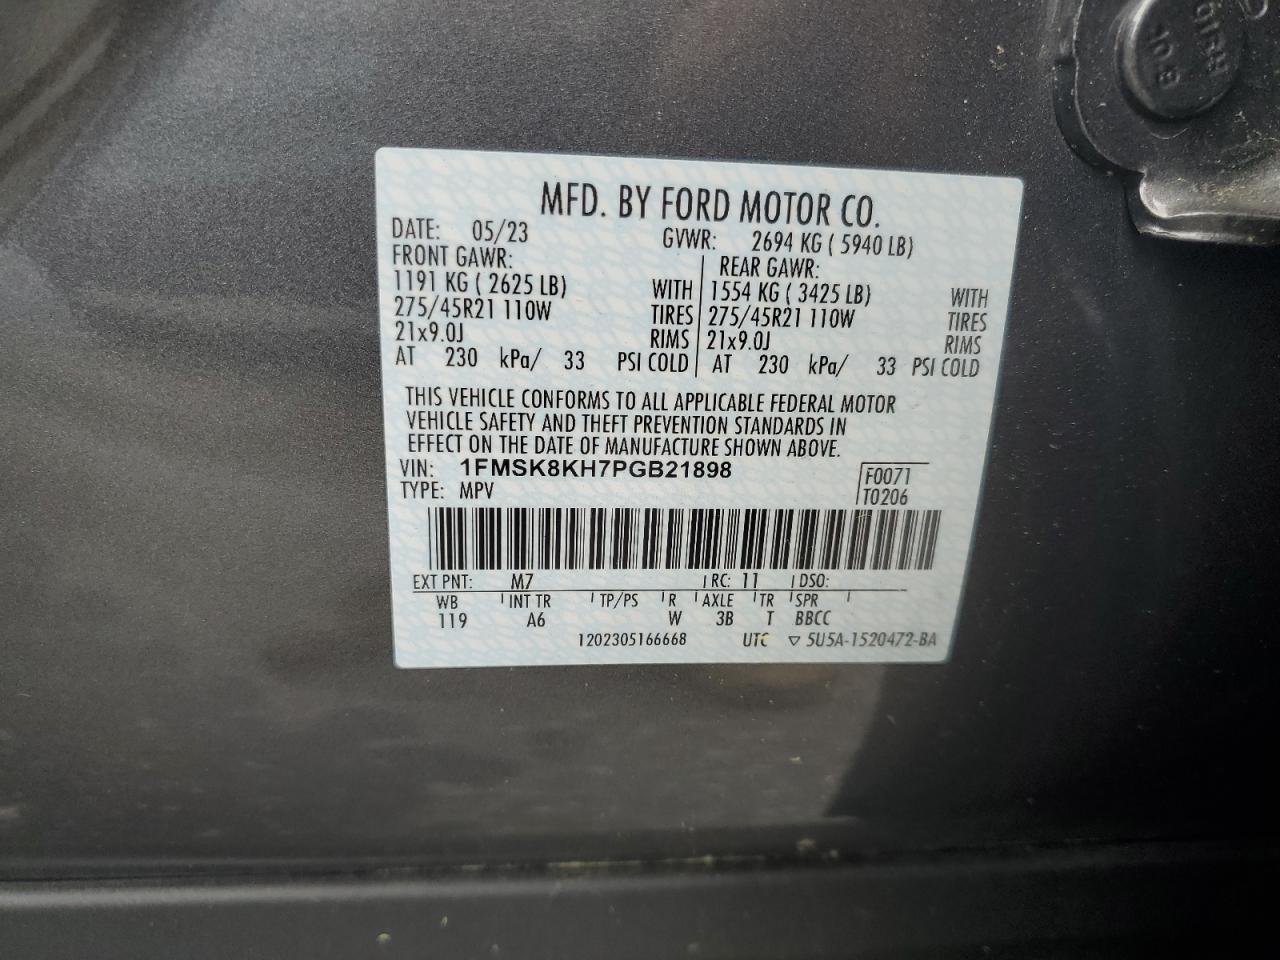 MFD. BY FORD MOTOR CO.
DATE: 05/23 GVWR: 2694 KG ( 5940 LB)
FRONT GAWR: REAR GAWR:
1191 KG ( 2625 LB) WITH 1554 KG ( 3425 LB) WITH
275/45R21 110W TIRES 275/45R21 110W TIRES
21x9.0J RIMS 21x9.0J RIMS
AT 230 kPa/ 33 PSI COLD AT 230 kPa/ 33 PSI COLD
THIS VEHICLE CONFORMS TO ALL APPLICABLE FEDERAL MOTOR
VEHICLE SAFETY AND THEFT PREVENTION STANDARDS IN
EFFECT ON THE DATE OF MANUFACTURE SHOWN ABOVE.
VIN: 1FMSK8KH7PGB21898 F0071
TYPE: MPV T0206
EXT PNT: M7 RC: 11 DSO:
WB INT TR TP/PS R AXLE TR SPR
119 A6 W 3B T BBCC
1202305166668 UTC ▽ 5U5A-1520472-BA